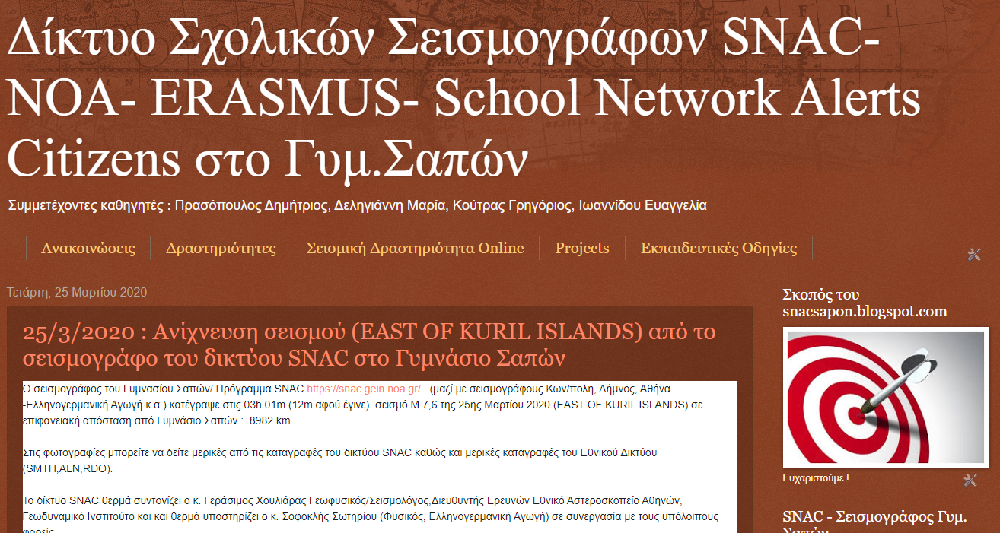 Δίκτυο Σχολικών Σεισμογράφων SNAC-
NOA- ERASMUS- School Network Alerts
Citizens στο Γυμ.Σαπών
Συμμετέχοντες καθηγητές : Πρασόπουλος Δημήτριος, Δεληγιάννη Μαρία, Κούτρας Γρηγόριος, Ιωαννίδου Ευαγγελία
Ανακοινώσεις Δραστηριότητες Σεισμική Δραστηριότητα Online Projects Εκπαιδευτικές Οδηγίες
Τετάρτη, 25 Μαρτίου 2020
25/3/2020 : Ανίχνευση σεισμού (EAST OF KURIL ISLANDS) από το
σεισμογράφο του δικτύου SNAC στο Γυμνάσιο Σαπών
Ο σεισμογράφος του Γυμνασίου Σαπών/ Πρόγραμμα SNAC https://snac.gein.noa.gr/ (μαζί με σεισμογράφους Κων/πολη, Λήμνος, Αθήνα
-Ελληνογερμανική Αγωγή κ.α.) κατέγραψε στις 03h 01m (12m αφού έγινε) σεισμό Μ 7,6.της 25ης Μαρτίου 2020 (EAST OF KURIL ISLANDS) σε
επιφανειακή απόσταση από Γυμνάσιο Σαπών : 8982 km.
Στις φωτογραφίες μπορείτε να δείτε μερικές από τις καταγραφές του δικτύου SNAC καθώς και μερικές καταγραφές του Εθνικού Δικτύου
(SMTH,ALN,RDO).
Το δίκτυο SNAC θερμά συντονίζει ο κ. Γεράσιμος Χουλιάρας Γεωφυσικός/Σεισμολόγος,Διευθυντής Ερευνών Εθνικό Αστεροσκοπείο Αθηνών,
Γεωδυναμικό Ινστιτούτο και και θερμά υποστηρίζει ο κ. Σοφοκλής Σωτηρίου (Φυσικός, Ελληνογερμανική Αγωγή) σε συνεργασία με τους υπόλοιπους
φορείς.
Σκοπός του
snacsapon.blogspot.com
Ευχαριστούμε !
SNAC - Σεισμογράφος Γυμ.
Σαπών